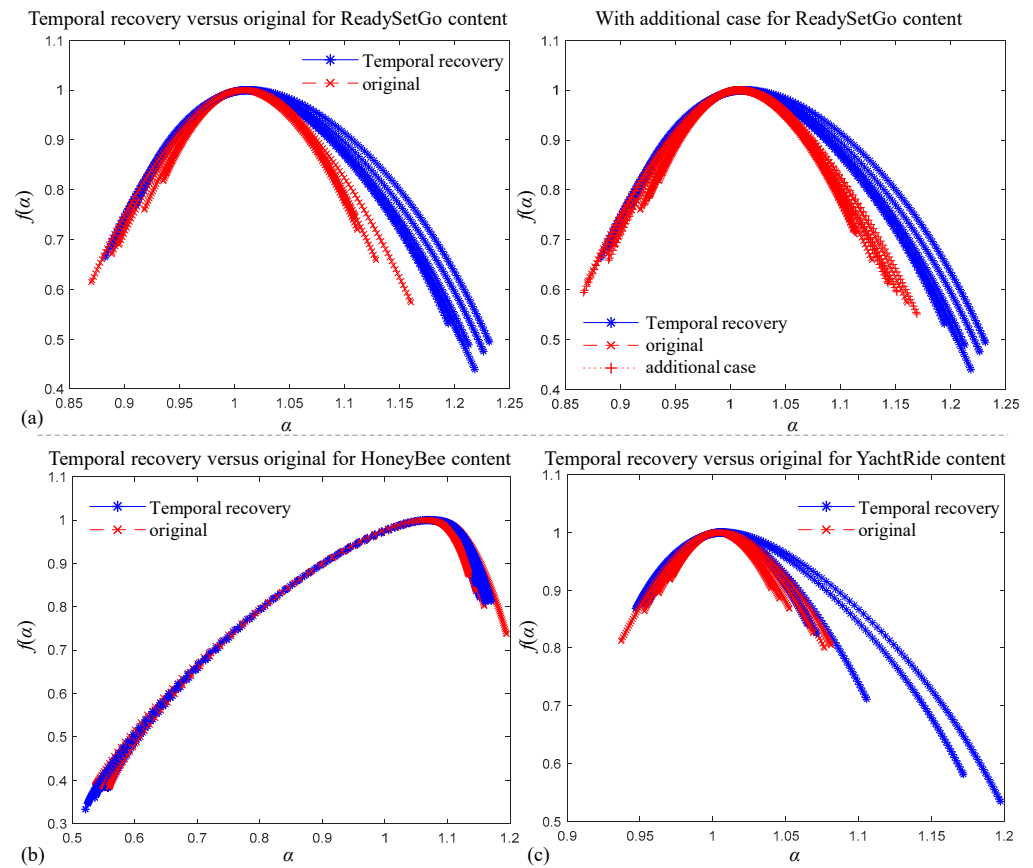 Temporal recovery versus original for ReadySetGo content
1.1
1
0.9
0.8
0.7
0.6
0.5
0.4
f(α)
Temporal recovery
original
0.85
0.9
0.95
1
1.05
1.1
1.15
1.2
1.25
α
(a)
With additional case for ReadySetGo content
1.1
1
0.9
0.8
0.7
0.6
0.5
0.4
f(α)
Temporal recovery
original
additional case
0.85
0.9
0.95
1
1.05
1.1
1.15
1.2
1.25
α
Temporal recovery versus original for HoneyBee content
1.1
1
0.9
0.8
0.7
0.6
0.5
0.4
0.3
f(α)
Temporal recovery
original
0.5
0.6
0.7
0.8
0.9
1
1.1
1.2
α
(b)
Temporal recovery versus original for YachtRide content
1.1
1
0.9
0.8
0.7
0.6
0.5
f(α)
Temporal recovery
original
0.9
0.95
1
1.05
1.1
1.15
1.2
α
(c)